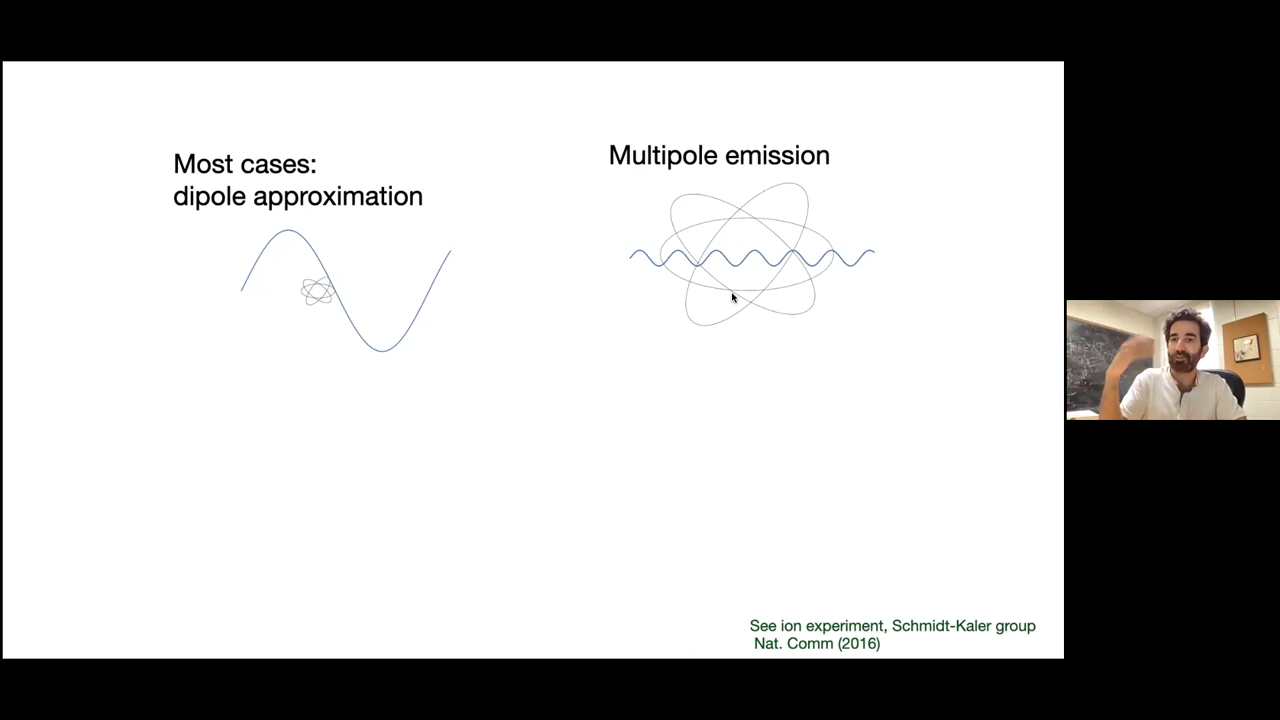 Most cases:
dipole approximation
Multipole emission
See ion experiment, Schmidt-Kaler group
Nat. Comm (2016)